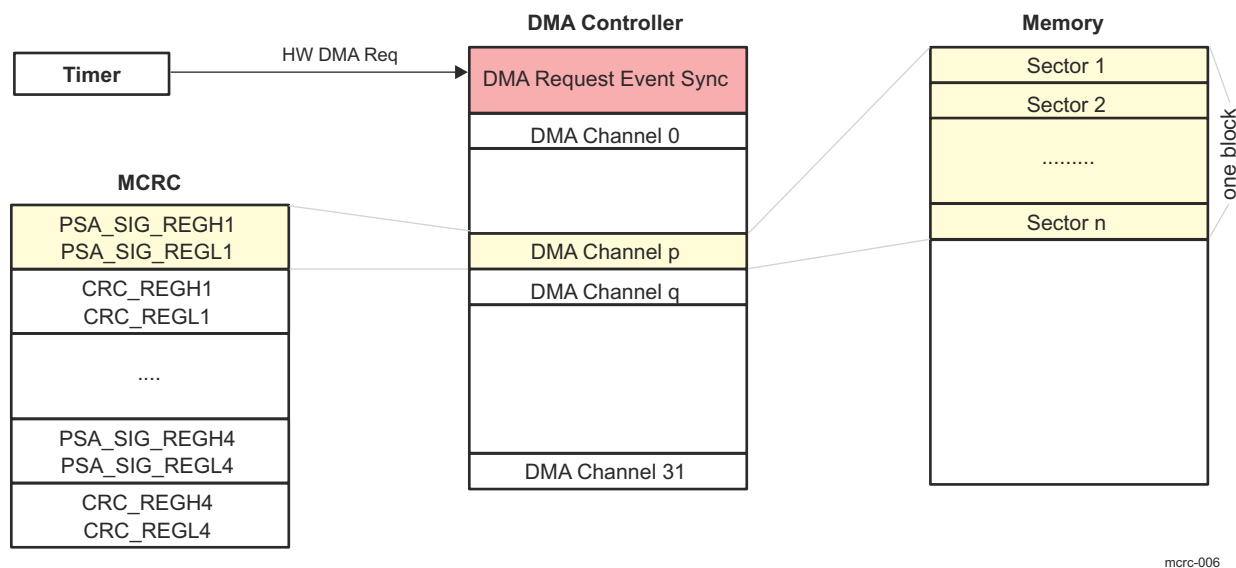 DMA Controller
Memory
Timer
HW DMA Req
DMA Request Event Sync
DMA Channel 0
DMA Channel p
DMA Channel q
DMA Channel 31
Sector 1
Sector 2
.........
Sector n
one block
MCRC
PSA_SIG_REGH1
PSA_SIG_REGL1
CRC_REGH1
CRC_REGL1
....
PSA_SIG_REGH4
PSA_SIG_REGL4
CRC_REGH4
CRC_REGL4
mcrc-006